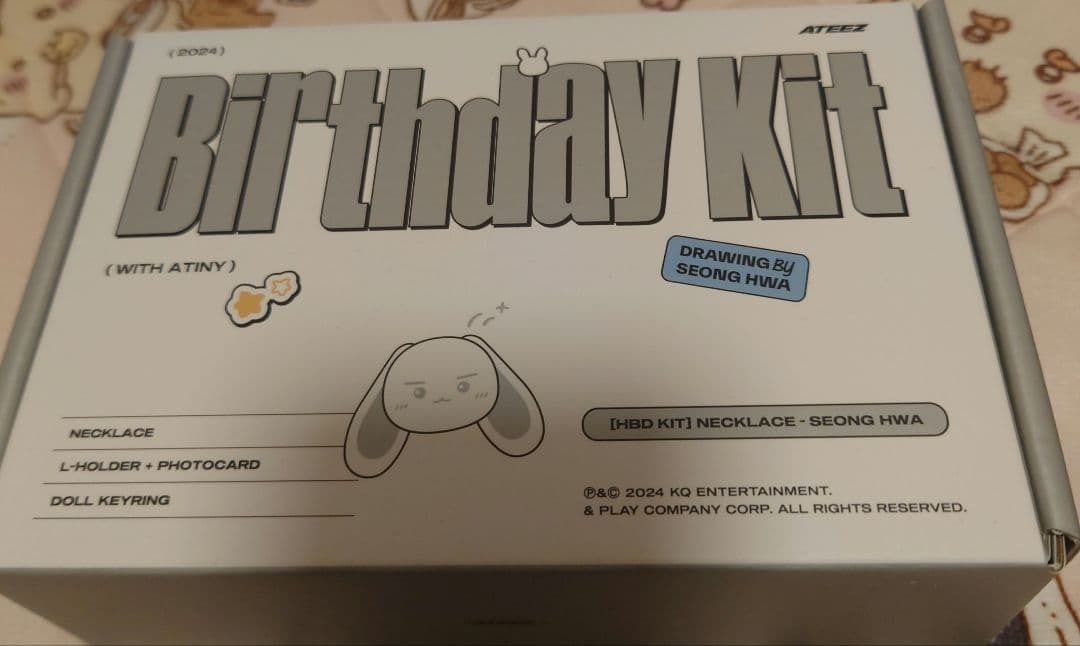 (2024)
ATEEZ
Birthday Kit
(WITH ATINY)
DRAWING BY
SEONG HWA
NECKLACE
L-HOLDER + PHOTOCARD
DOLL KEYRING
[HBD KIT] NECKLACE - SEONG HWA
℗&© 2024 KQ ENTERTAINMENT.
& PLAY COMPANY CORP. ALL RIGHTS RESERVED.